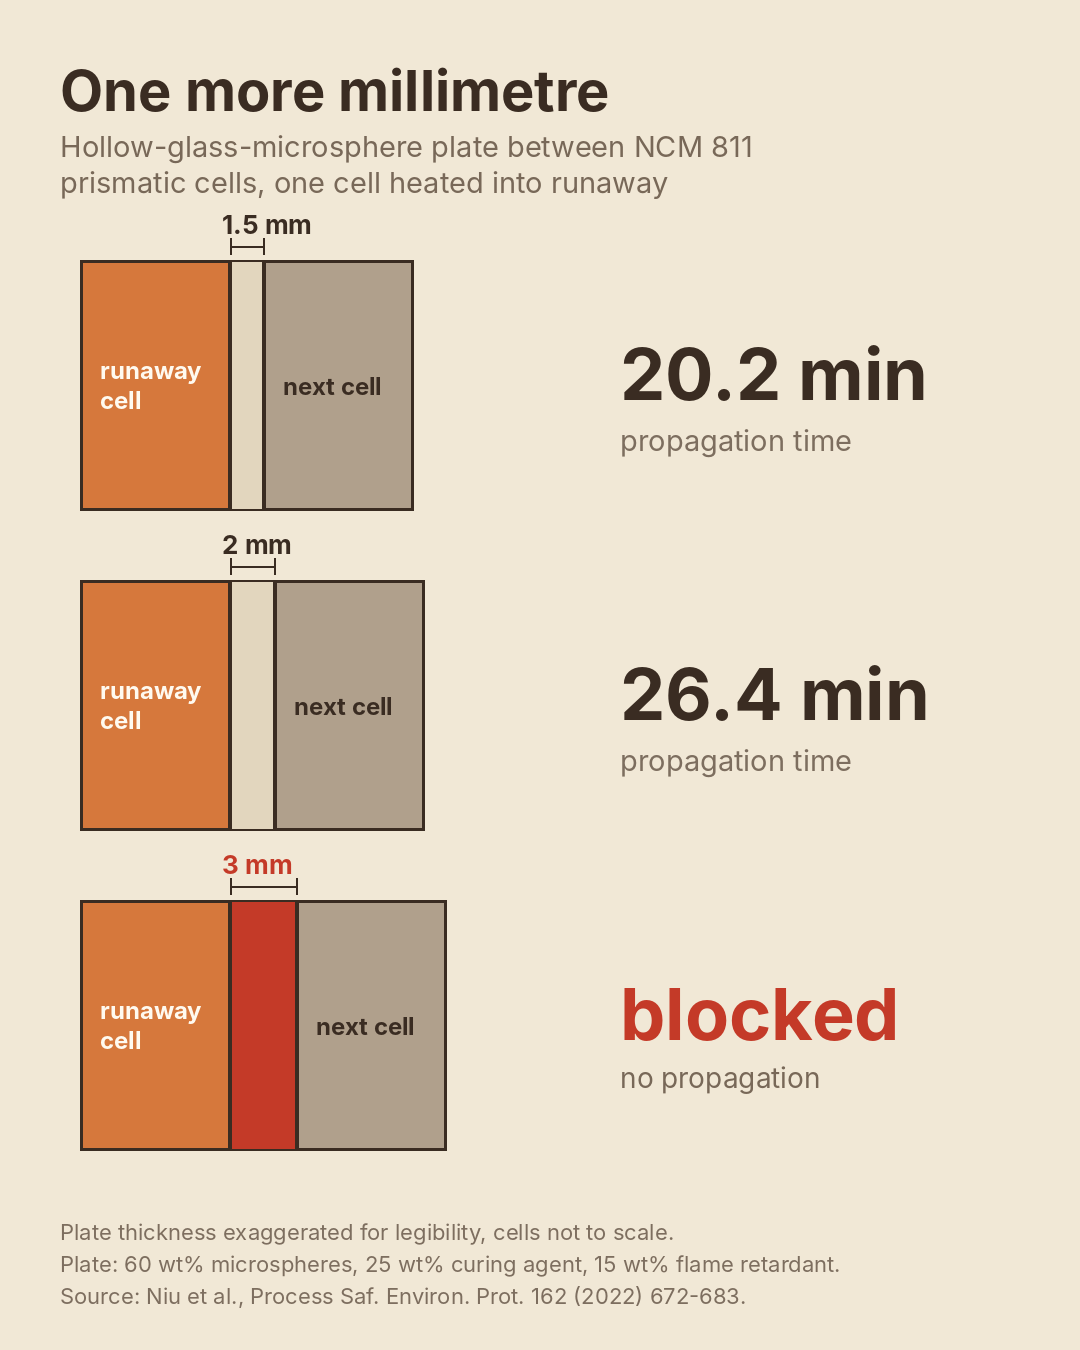 One more millimetre
Hollow-glass-microsphere plate between NCM 811
prismatic cells, one cell heated into runaway
1.5 mm
runaway
cell
next cell
20.2 min
propagation time
2 mm
runaway
cell
next cell
26.4 min
propagation time
3 mm
runaway
cell
next cell
blocked
no propagation
Plate thickness exaggerated for legibility, cells not to scale.
Plate: 60 wt% microspheres, 25 wt% curing agent, 15 wt% flame retardant.
Source: Niu et al., Process Saf. Environ. Prot. 162 (2022) 672-683.